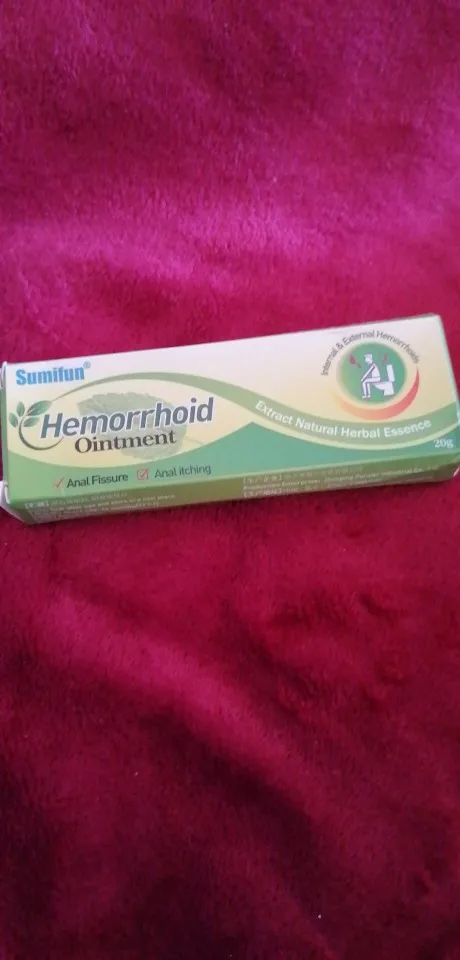 Sumifun®
Hemorrhoid
Ointment
Anal Fissure
Anal itching
Internal & External Hemorrhoids
Extract Natural Herbal Essence
20g